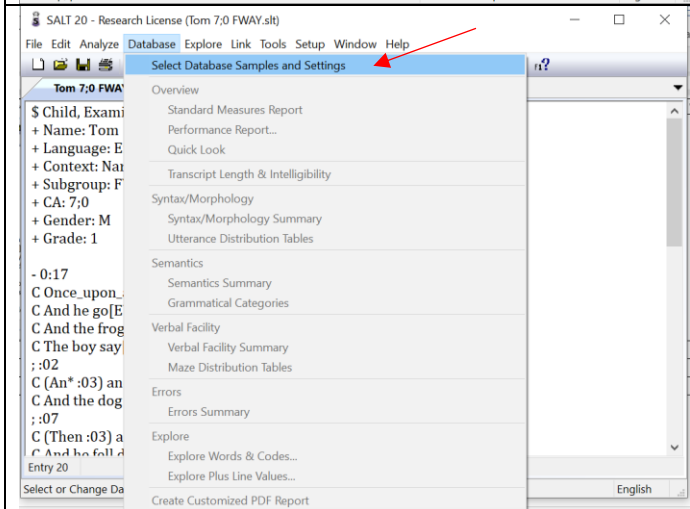 SALT 20 - Research License (Tom 7;0 FWAY.slt)
File Edit Analyze Database Explore Link Tools Setup Window Help
Select Database Samples and Settings
Tom 7;0 FWA
Overview
$ Child, Exami
Standard Measures Report
+ Name: Tom
Performance Report...
+ Language: E
Quick Look
+ Context: Nar
Transcript Length & Intelligibility
+ Subgroup: F
+ CA: 7;0
Syntax/Morphology
+ Gender: M
Syntax/Morphology Summary
+ Grade: 1
Utterance Distribution Tables
Semantics
- 0:17
Semantics Summary
C Once_upon_
Grammatical Categories
C And he go[E
C And the frog
Verbal Facility
C The boy say
Verbal Facility Summary
; :02
Maze Distribution Tables
C (An* :03) an
Errors
C And the dog
Errors Summary
; :07
C (Then :03) a
Explore
C And he fell d
Explore Words & Codes...
Entry 20
Explore Plus Line Values...
Select or Change Da
English
Create Customized PDF Report